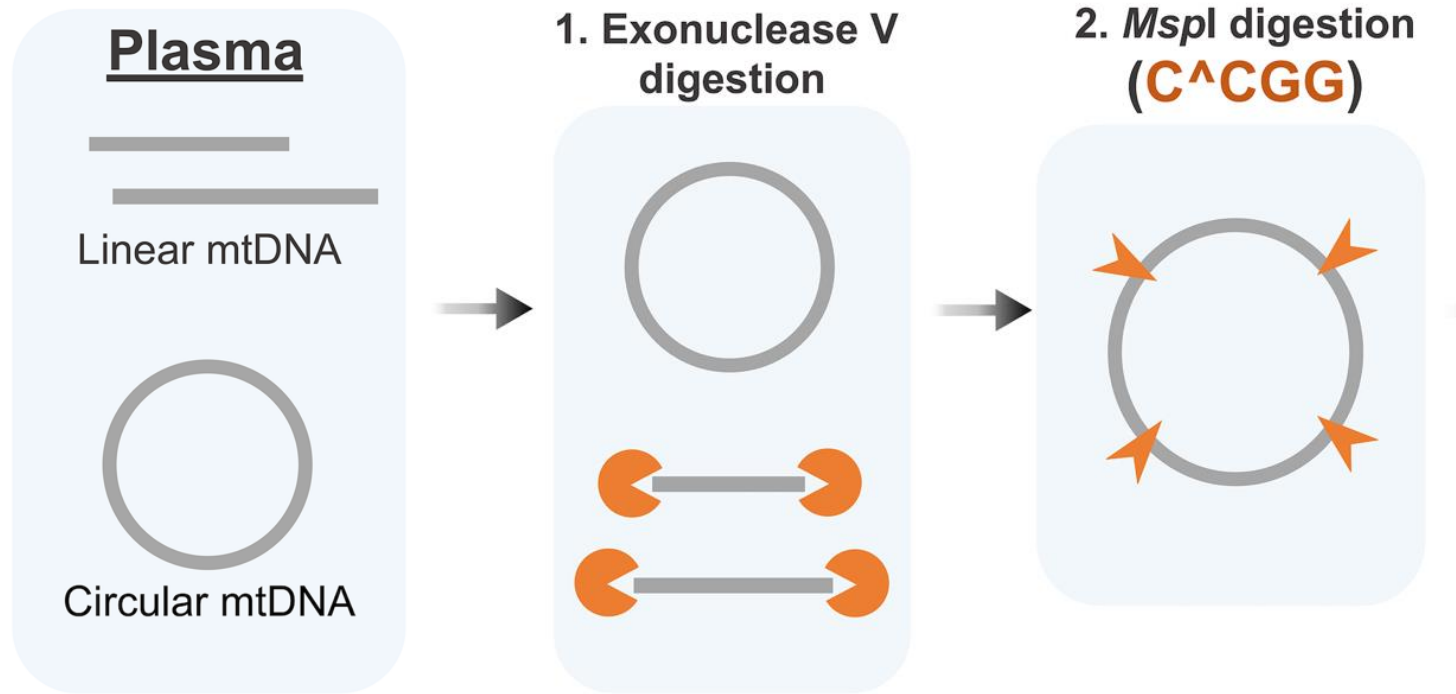 Plasma
Linear mtDNA
Circular mtDNA
1. Exonuclease V
digestion
2. MspI digestion
(C^CGG)